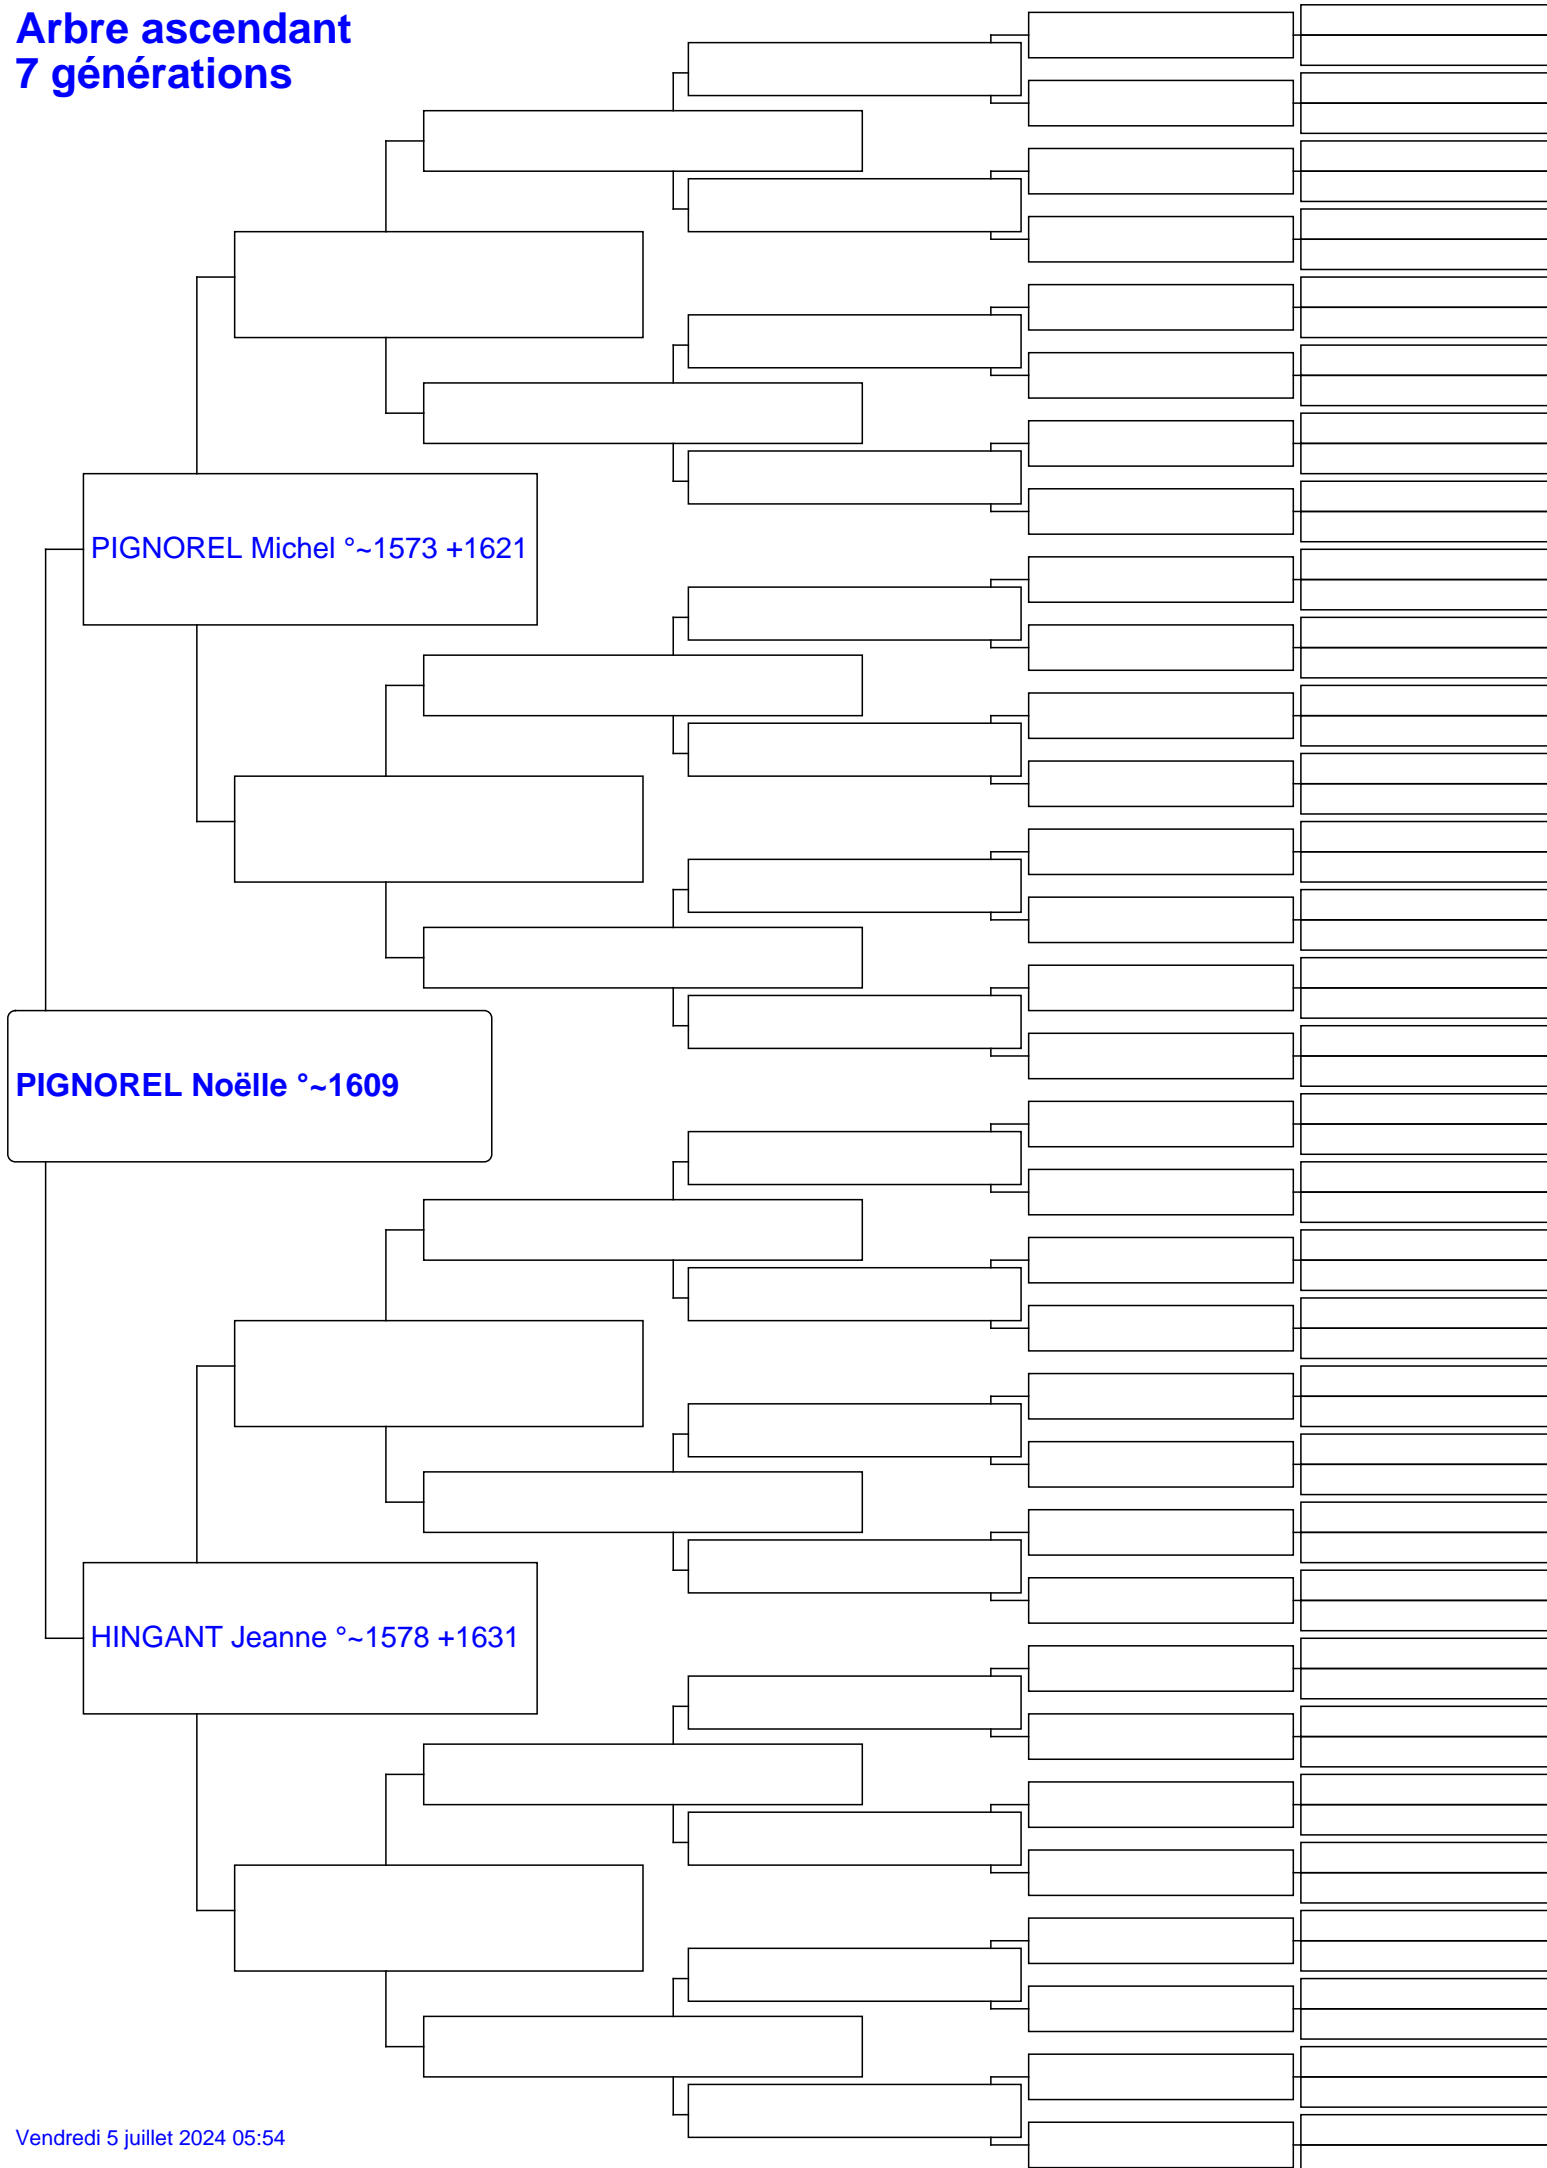 Arbre ascendant
7 générations
PIGNOREL Michel °~1573 +1621
PIGNOREL Noëlle °~1609
HINGANT Jeanne °~1578 +1631
Vendredi 5 juillet 2024 05:54